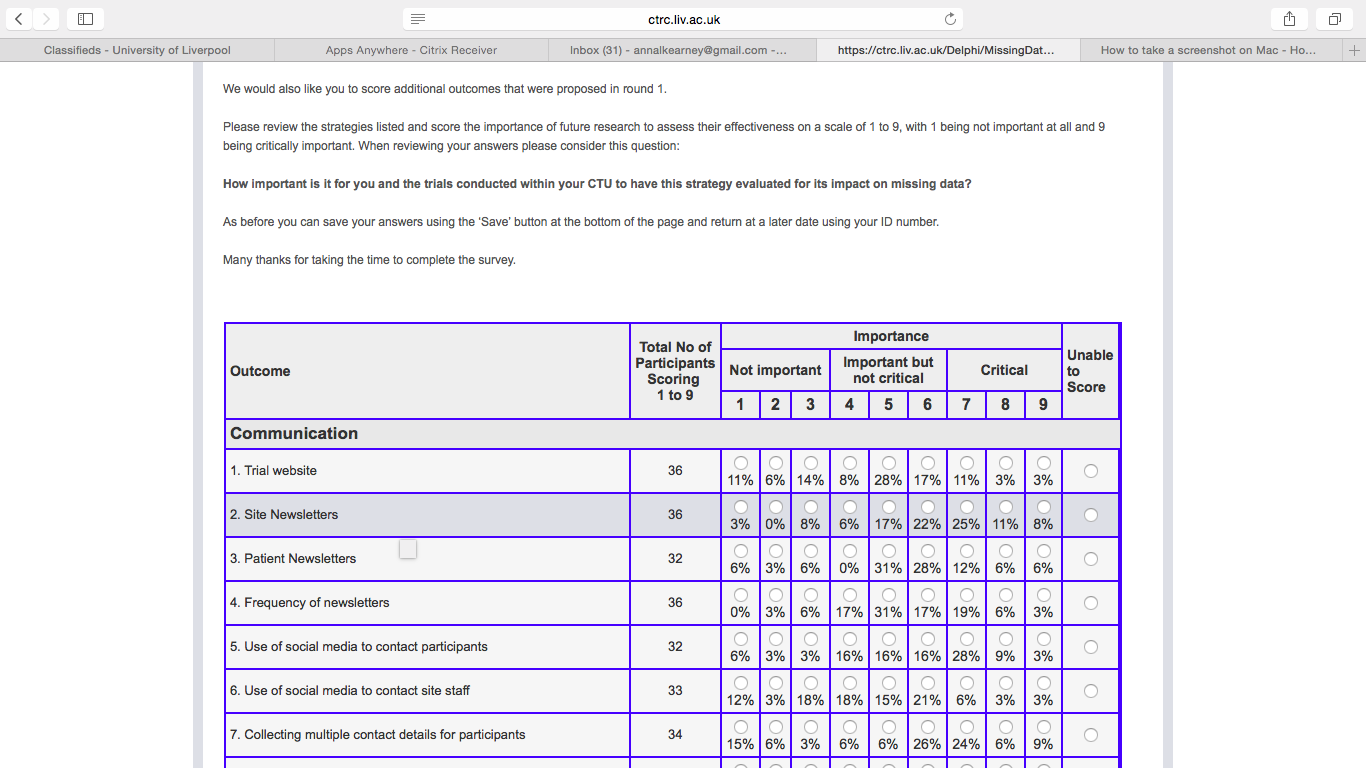 ctrc.liv.ac.uk
Classifieds - University of Liverpool
Apps Anywhere - Citrix Receiver
Inbox (31) - annalkearney@gmail.com -...
https://ctrc.liv.ac.uk/Delphi/MissingDat...
How to take a screenshot on Mac - Ho...
We would also like you to score additional outcomes that were proposed in round 1.
Please review the strategies listed and score the importance of future research to assess their effectiveness on a scale of 1 to 9, with 1 being not important at all and 9
being critically important. When reviewing your answers please consider this question:
How important is it for you and the trials conducted within your CTU to have this strategy evaluated for its impact on missing data?
As before you can save your answers using the 'Save' button at the bottom of the page and return at a later date using your ID number.
Many thanks for taking the time to complete the survey.
Outcome
Total No of
Participants
Scoring
1 to 9
Importance
Not important
Important but
not critical
Critical
Unable
to
Score
1 2 3 4 5 6 7 8 9
Communication
1. Trial website 36 11% 6% 14% 8% 28% 17% 11% 3% 3%
2. Site Newsletters 36 3% 0% 8% 6% 17% 22% 25% 11% 8%
3. Patient Newsletters 32 6% 3% 6% 0% 31% 28% 12% 6% 6%
4. Frequency of newsletters 36 0% 3% 6% 17% 31% 17% 19% 6% 3%
5. Use of social media to contact participants 32 6% 3% 3% 16% 16% 16% 28% 9% 3%
6. Use of social media to contact site staff 33 12% 3% 18% 18% 15% 21% 6% 3% 3%
7. Collecting multiple contact details for participants 34 15% 6% 3% 6% 6% 26% 24% 6% 9%